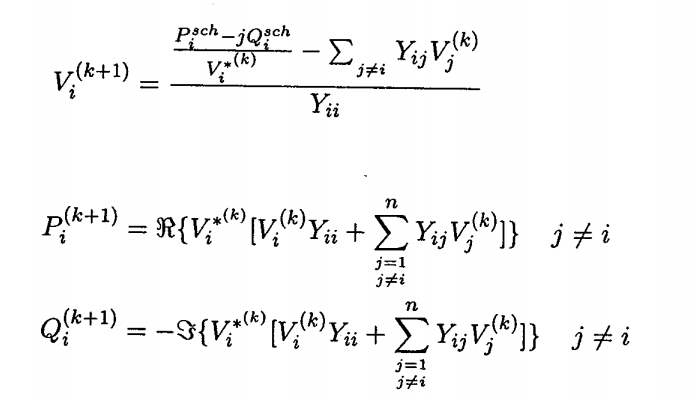 V_i^{(k+1)} = \frac{\frac{P_i^{sch} - jQ_i^{sch}}{V_i^{*(k)}} - \sum_{j \neq i} Y_{ij} V_j^{(k)}}{Y_{ii}}
P_i^{(k+1)} = \Re\{V_i^{*(k)}[V_i^{(k)} Y_{ii} + \sum_{\substack{j=1 \\ j \neq i}}^{n} Y_{ij} V_j^{(k)}]\} \quad j \neq i
Q_i^{(k+1)} = -\Im\{V_i^{*(k)}[V_i^{(k)} Y_{ii} + \sum_{\substack{j=1 \\ j \neq i}}^{n} Y_{ij} V_j^{(k)}]\} \quad j \neq i